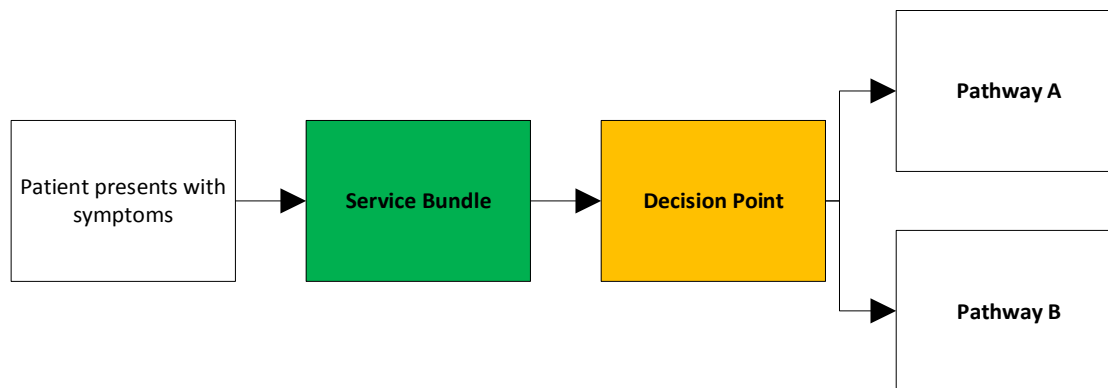 Patient presents with
symptoms
Service Bundle
Decision Point
Pathway A
Pathway B